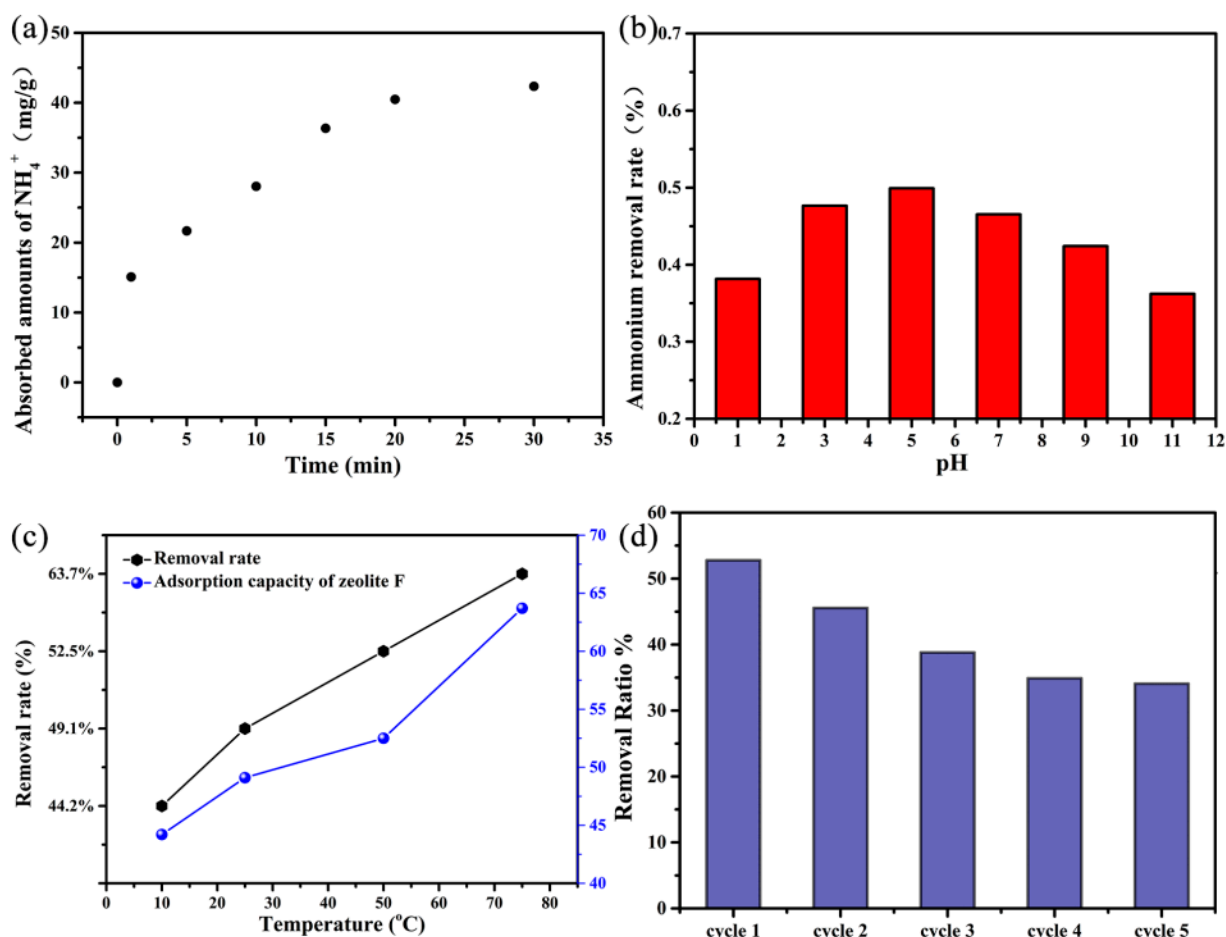 (a)
50
40
30
20
10
0
Absorbed amounts of NH₄⁺（mg/g）
0 5 10 15 20 25 30 35
Time (min)
(b)
0.7
0.6
0.5
0.4
0.3
0.2
Ammonium removal rate（%）
0 1 2 3 4 5 6 7 8 9 10 11 12
pH
(c)
Removal rate
Adsorption capacity of zeolite F
63.7%
52.5%
49.1%
44.2%
Removal rate (%)
70
65
60
55
50
45
40
0 10 20 30 40 50 60 70 80
Temperature (°C)
(d)
60
50
40
30
20
10
0
Removal Ratio %
cycle 1 cycle 2 cycle 3 cycle 4 cycle 5